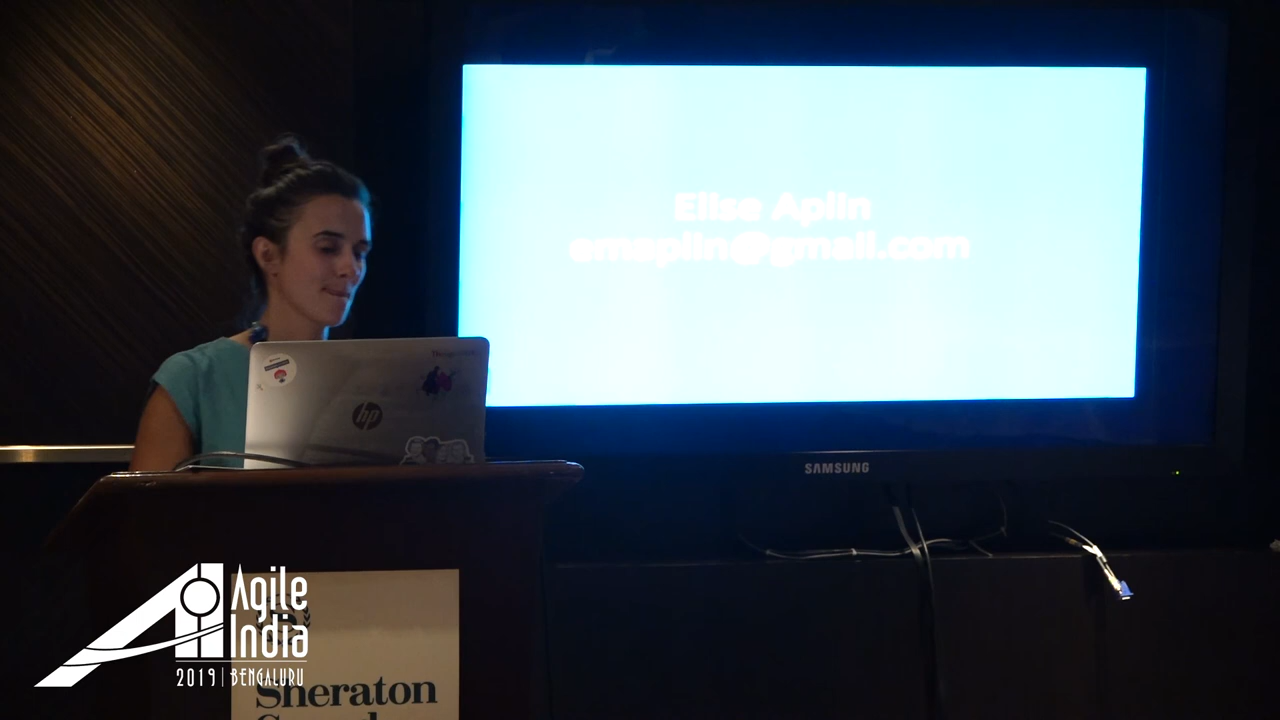 Elise Aplin
emaplin@gmail.com
hp
SAMSUNG
Agile
India
2019 | BENGALURU
Sheraton